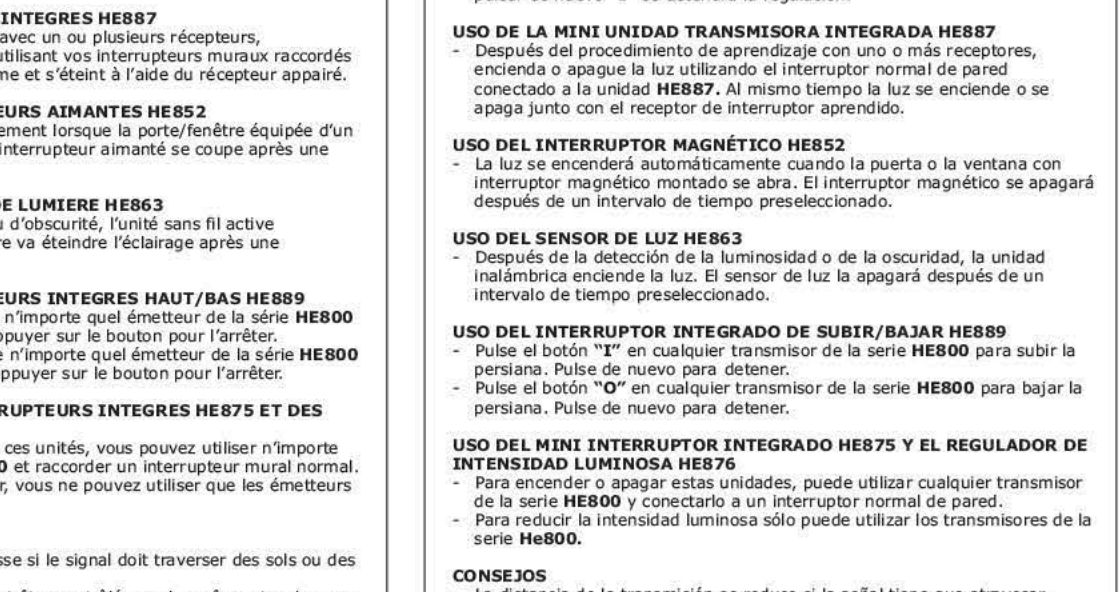 INTEGRES HE887
avec un ou plusieurs récepteurs,
utilisant vos interrupteurs muraux raccordés
me et s'éteint à l'aide du récepteur appairé.
EURS AIMANTES HE852
ement lorsque la porte/fenêtre équipée d'un
interrupteur aimanté se coupe après une
DE LUMIERE HE863
u d'obscurité, l'unité sans fil active
re va éteindre l'éclairage après une
EURS INTEGRES HAUT/BAS HE889
n'importe quel émetteur de la série HE800
ppuyer sur le bouton pour l'arrêter.
e n'importe quel émetteur de la série HE800
ppuyer sur le bouton pour l'arrêter.
RUPTEURS INTEGRES HE875 ET DES
ces unités, vous pouvez utiliser n'importe
0 et raccorder un interrupteur mural normal.
r, vous ne pouvez utiliser que les émetteurs
sse si le signal doit traverser des sols ou des
USO DE LA MINI UNIDAD TRANSMISORA INTEGRADA HE887
- Después del procedimiento de aprendizaje con uno o más receptores,
encienda o apague la luz utilizando el interruptor normal de pared
conectado a la unidad HE887. Al mismo tiempo la luz se enciende o se
apaga junto con el receptor de interruptor aprendido.
USO DEL INTERRUPTOR MAGNÉTICO HE852
- La luz se encenderá automáticamente cuando la puerta o la ventana con
interruptor magnético montado se abra. El interruptor magnético se apagará
después de un intervalo de tiempo preseleccionado.
USO DEL SENSOR DE LUZ HE863
- Después de la detección de la luminosidad o de la oscuridad, la unidad
inalámbrica enciende la luz. El sensor de luz la apagará después de un
intervalo de tiempo preseleccionado.
USO DEL INTERRUPTOR INTEGRADO DE SUBIR/BAJAR HE889
- Pulse el botón "I" en cualquier transmisor de la serie HE800 para subir la
persiana. Pulse de nuevo para detener.
- Pulse el botón "O" en cualquier transmisor de la serie HE800 para bajar la
persiana. Pulse de nuevo para detener.
USO DEL MINI INTERRUPTOR INTEGRADO HE875 Y EL REGULADOR DE
INTENSIDAD LUMINOSA HE876
- Para encender o apagar estas unidades, puede utilizar cualquier transmisor
de la serie HE800 y conectarlo a un interruptor normal de pared.
- Para reducir la intensidad luminosa sólo puede utilizar los transmisores de la
serie He800.
CONSEJOS
- La distancia de la transmisión se reduce si la señal tiene que atravesar